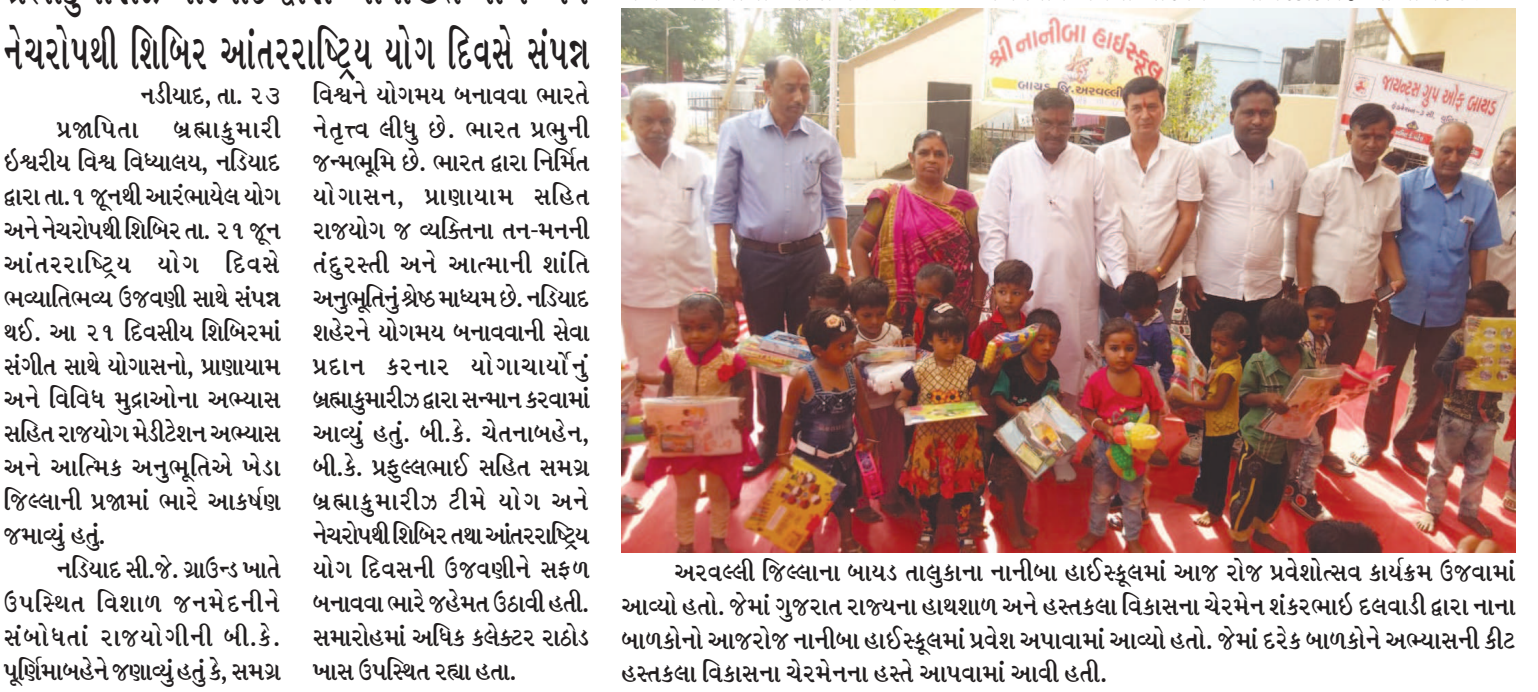 નેચરોપથી શિબિર આંતરરાષ્ટ્રિય યોગ દિવસે સંપન્ન
નડીયાદ, તા. ૨૩
પ્રજાપિતા બ્રહ્માકુમારી
ઇશ્વરીય વિશ્વ વિધ્યાલય, નડિયાદ
દ્વારા તા. ૧ જૂનથી આરંભાયેલ યોગ
અને નેચરોપથી શિબિર તા. ૨૧ જૂન
આંતરરાષ્ટ્રિય યોગ દિવસે
ભવ્યાતિભવ્ય ઉજવણી સાથે સંપન્ન
થઈ. આ ૨૧ દિવસીય શિબિરમાં
સંગીત સાથે યોગાસનો, પ્રાણાયામ
અને વિવિધ મુદ્રાઓના અભ્યાસ
સહિત રાજયોગ મેડીટેશન અભ્યાસ
અને આત્મિક અનુભૂતિએ ખેડા
જિલ્લાની પ્રજામાં ભારે આકર્ષણ
જમાવ્યું હતું.
નડિયાદ સી.જે. ગ્રાઉન્ડ ખાતે
ઉપસ્થિત વિશાળ જનમેદનીને
સંબોધતાં રાજયોગીની બી.કે.
પૂર્ણિમાબહેને જણાવ્યું હતું કે, સમગ્ર
વિશ્વને યોગમય બનાવવા ભારતે
નેતૃત્ત્વ લીધુ છે. ભારત પ્રભુની
જન્મભૂમિ છે. ભારત દ્વારા નિર્મિત
યોગાસન, પ્રાણાયામ સહિત
રાજયોગ જ વ્યક્તિના તન-મનની
તંદુરસ્તી અને આત્માની શાંતિ
અનુભૂતિનું શ્રેષ્ઠ માધ્યમ છે. નડિયાદ
શહેરને યોગમય બનાવવાની સેવા
પ્રદાન કરનાર યોગાચાર્યોનું
બ્રહ્માકુમારીઝ દ્વારા સન્માન કરવામાં
આવ્યું હતું. બી.કે. ચેતનાબહેન,
બી.કે. પ્રફુલ્લભાઈ સહિત સમગ્ર
બ્રહ્માકુમારીઝ ટીમે યોગ અને
નેચરોપથી શિબિર તથા આંતરરાષ્ટ્રિય
યોગ દિવસની ઉજવણીને સફળ
બનાવવા ભારે જહેમત ઉઠાવી હતી.
સમારોહમાં અધિક કલેક્ટર રાઠોડ
ખાસ ઉપસ્થિત રહ્યા હતા.
શ્રી નાનીબા હાઈસ્કૂલ
બાયડ જિ.અરવલ્લી
જાયન્ટસ ગ્રુપ ઓફ બાયડ
અરવલ્લી જિલ્લાના બાયડ તાલુકાના નાનીબા હાઈસ્કૂલમાં આજ રોજ પ્રવેશોત્સવ કાર્યક્રમ ઉજવામાં
આવ્યો હતો. જેમાં ગુજરાત રાજ્યના હાથશાળ અને હસ્તકલા વિકાસના ચેરમેન શંકરભાઇ દલવાડી દ્વારા નાના
બાળકોનો આજરોજ નાનીબા હાઈસ્કૂલમાં પ્રવેશ અપાવામાં આવ્યો હતો. જેમાં દરેક બાળકોને અભ્યાસની કીટ
હસ્તકલા વિકાસના ચેરમેનના હસ્તે આપવામાં આવી હતી.